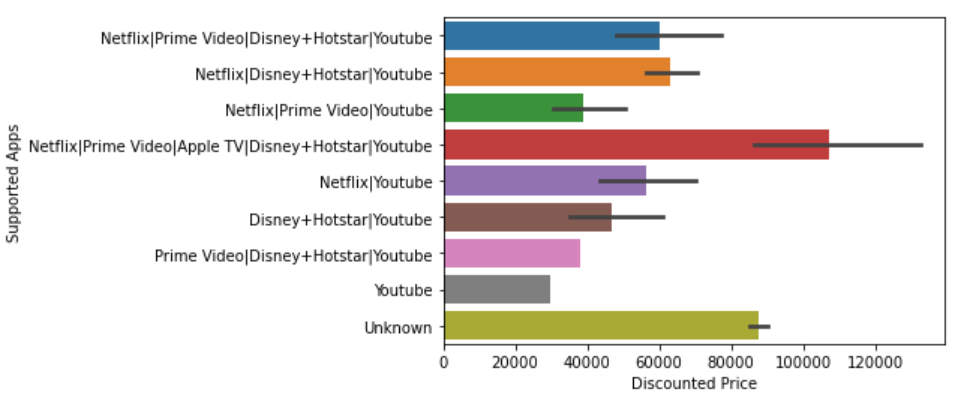 Supported Apps
Netflix|Prime Video|Disney+Hotstar|Youtube
Netflix|Disney+Hotstar|Youtube
Netflix|Prime Video|Youtube
Netflix|Prime Video|Apple TV|Disney+Hotstar|Youtube
Netflix|Youtube
Disney+Hotstar|Youtube
Prime Video|Disney+Hotstar|Youtube
Youtube
Unknown
0 20000 40000 60000 80000 100000 120000
Discounted Price